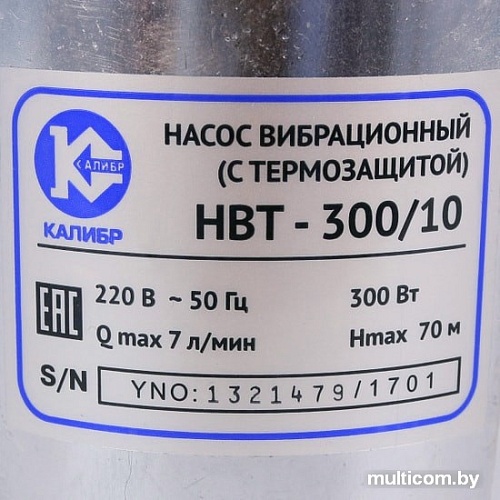 КАЛИБР
КАЛИБР
НАСОС ВИБРАЦИОННЫЙ
(С ТЕРМОЗАЩИТОЙ)
НВТ - 300/10
ЕАС
220 В ~ 50 Гц 300 Вт
Q max 7 л/мин Hmax 70 м
S/N YNO: 1321479/1701
multicom.by